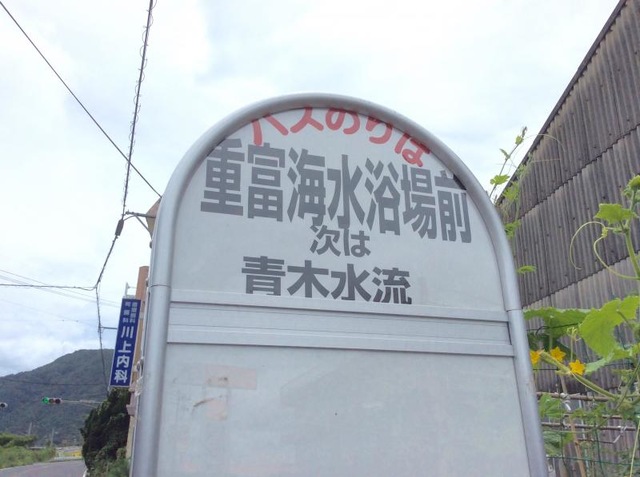 バスのりば
重富海水浴場前
次は
青木水流
川上内科